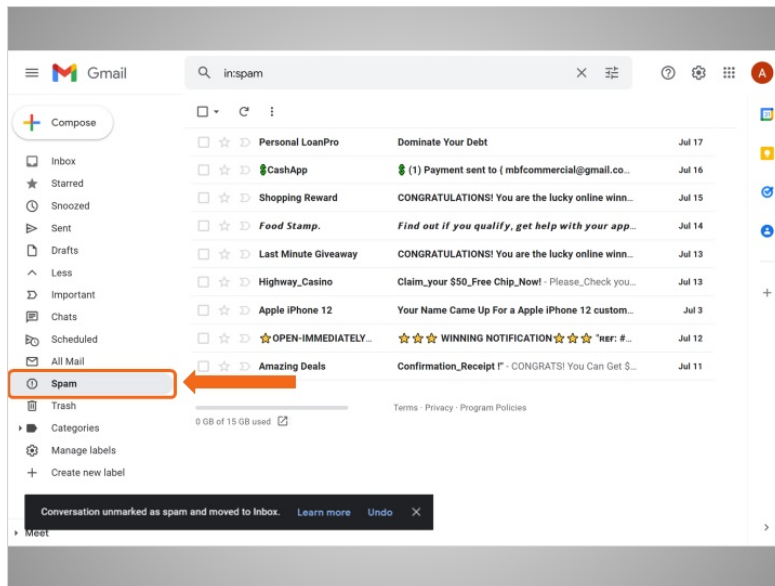 Gmail
in:spam
A
Compose
Inbox
Starred
Snoozed
Sent
Drafts
Less
Important
Chats
Scheduled
All Mail
Spam
Trash
Categories
Manage labels
Create new label
Meet
Personal LoanPro Dominate Your Debt Jul 17
CashApp (1) Payment sent to { mbfcommercial@gmail.co... Jul 16
Shopping Reward CONGRATULATIONS! You are the lucky online winn... Jul 15
Food Stamp. Find out if you qualify, get help with your app... Jul 14
Last Minute Giveaway CONGRATULATIONS! You are the lucky online winn... Jul 13
Highway_Casino Claim_your $50_Free Chip_Now! - Please_Check you... Jul 13
Apple iPhone 12 Your Name Came Up For a Apple iPhone 12 custom... Jul 3
⭐OPEN-IMMEDIATELY... ⭐⭐⭐ WINNING NOTIFICATION⭐⭐⭐ "REF: #... Jul 12
Amazing Deals Confirmation_Receipt !" - CONGRATS! You Can Get $... Jul 11
0 GB of 15 GB used
Terms · Privacy · Program Policies
Conversation unmarked as spam and moved to Inbox. Learn more Undo